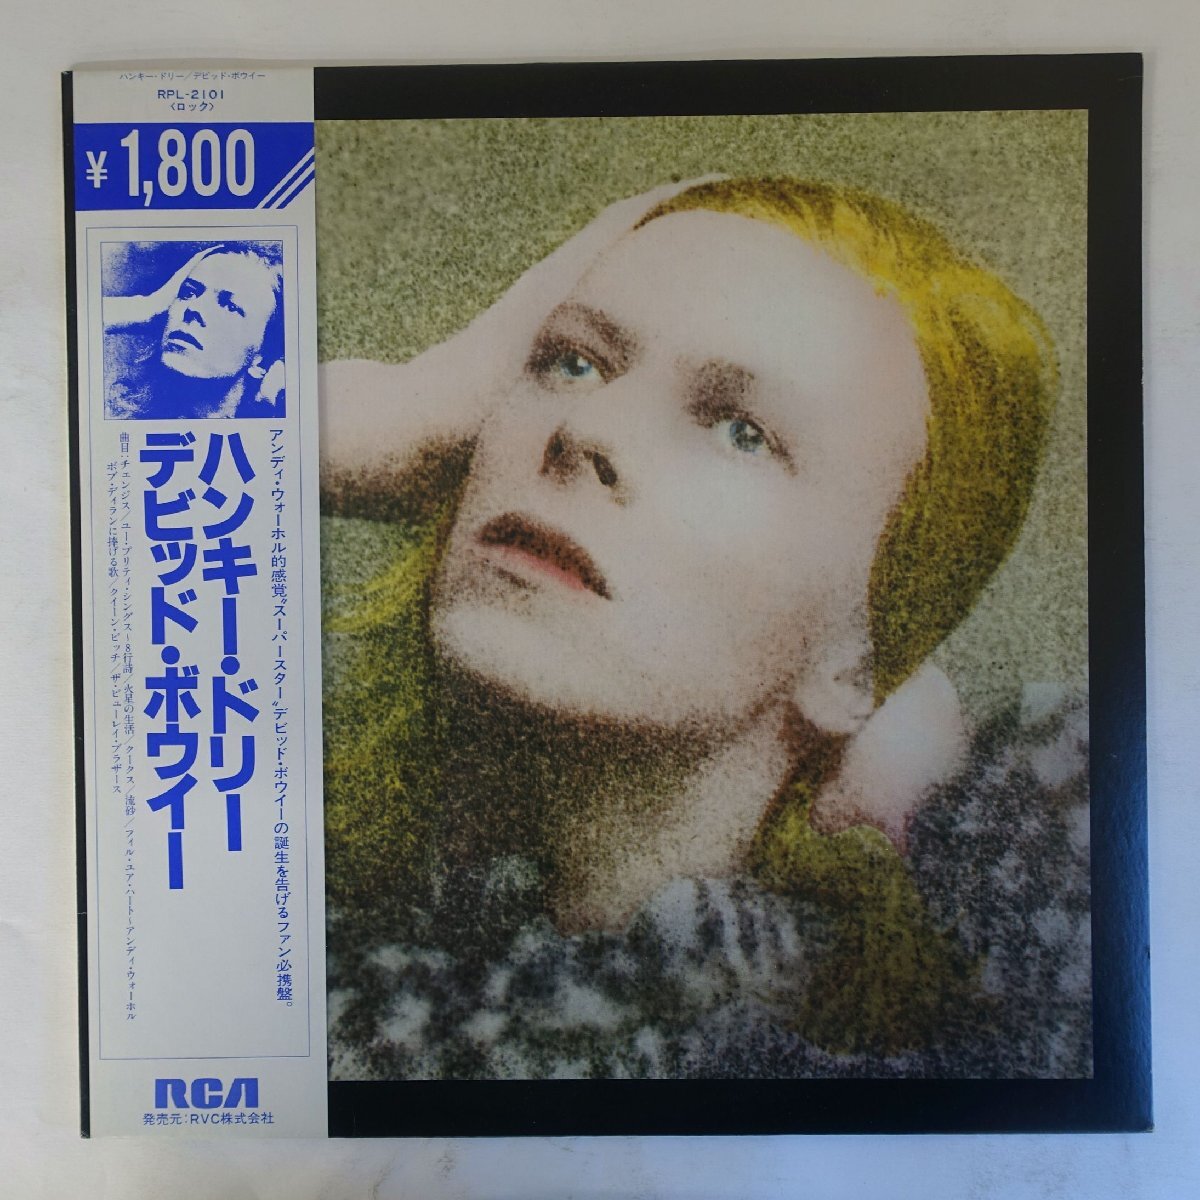 ハンキー・ドリー/デビッド・ボウイー
RPL-2101
〈ロック〉
¥1,800
アンディ・ウォーホル的感覚〝スーパースター〟デビッド・ボウイーの誕生を告げるファン必携盤。
ハンキー・ドリー
デビッド・ボウイー
曲目:チェンジス/ユー・プリティ・シングス~8行詩/火星の生活/クークス/流砂/フィル・ユア・ハート~アンディ・ウォーホル
ボブ・ディランに捧げる歌/クイーン・ビッチ/ザ・ビューレイ・ブラザース
RCA
発売元:RVC株式会社